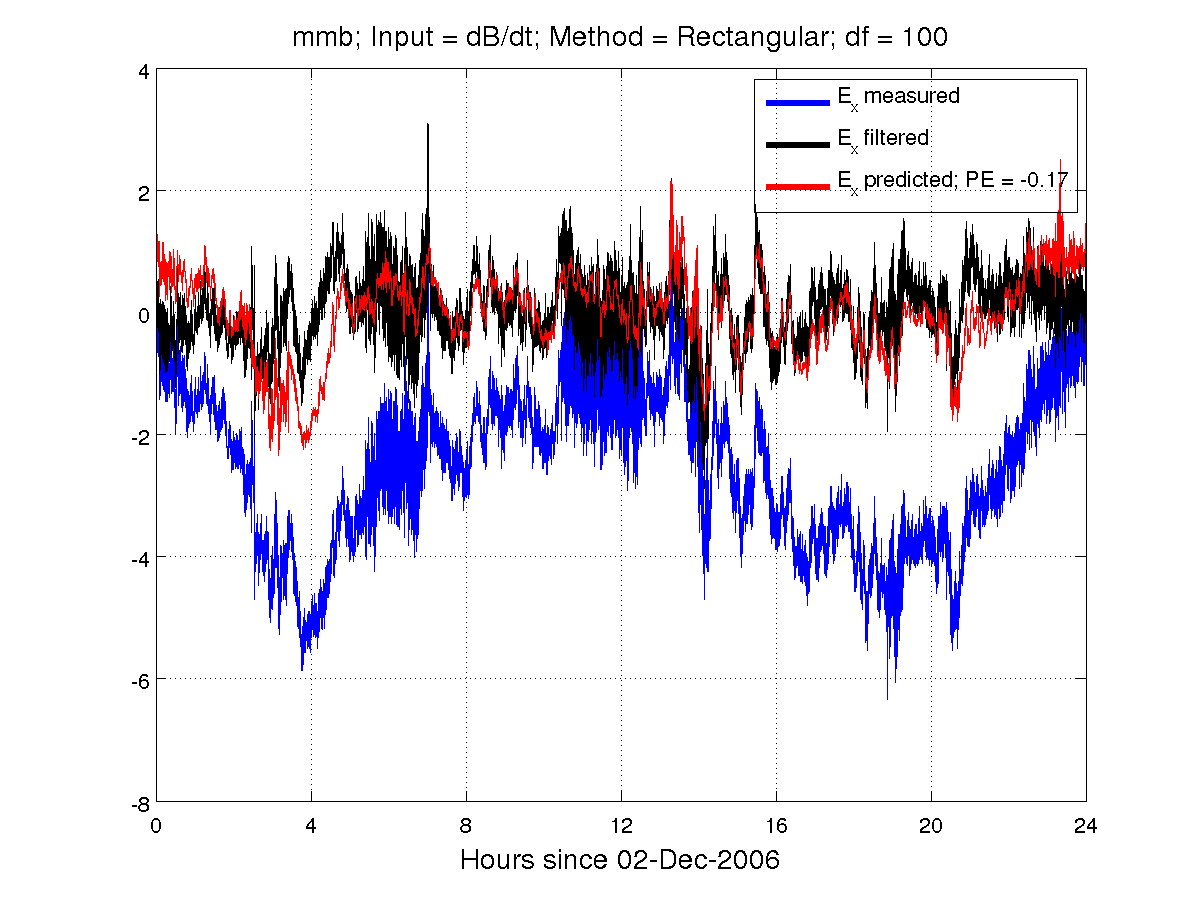 mmb; Input = dB/dt; Method = Rectangular; df = 100
4
2
0
-2
-4
-6
-8
E_x measured
E_x filtered
E_x predicted; PE = -0.17
0 4 8 12 16 20 24
Hours since 02-Dec-2006